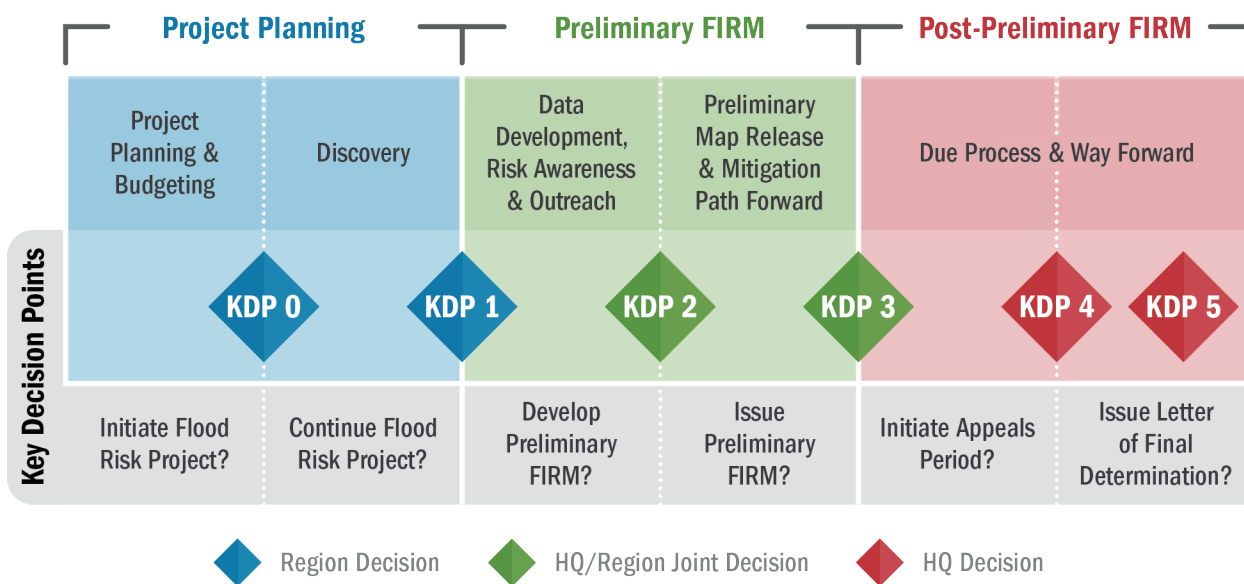 Project Planning
Preliminary FIRM
Post-Preliminary FIRM
Project
Planning &
Budgeting
Discovery
Data
Development,
Risk Awareness
& Outreach
Preliminary
Map Release
& Mitigation
Path Forward
Due Process & Way Forward
Key Decision Points
KDP 0
KDP 1
KDP 2
KDP 3
KDP 4
KDP 5
Initiate Flood
Risk Project?
Continue Flood
Risk Project?
Develop
Preliminary
FIRM?
Issue
Preliminary
FIRM?
Initiate Appeals
Period?
Issue Letter
of Final
Determination?
Region Decision
HQ/Region Joint Decision
HQ Decision